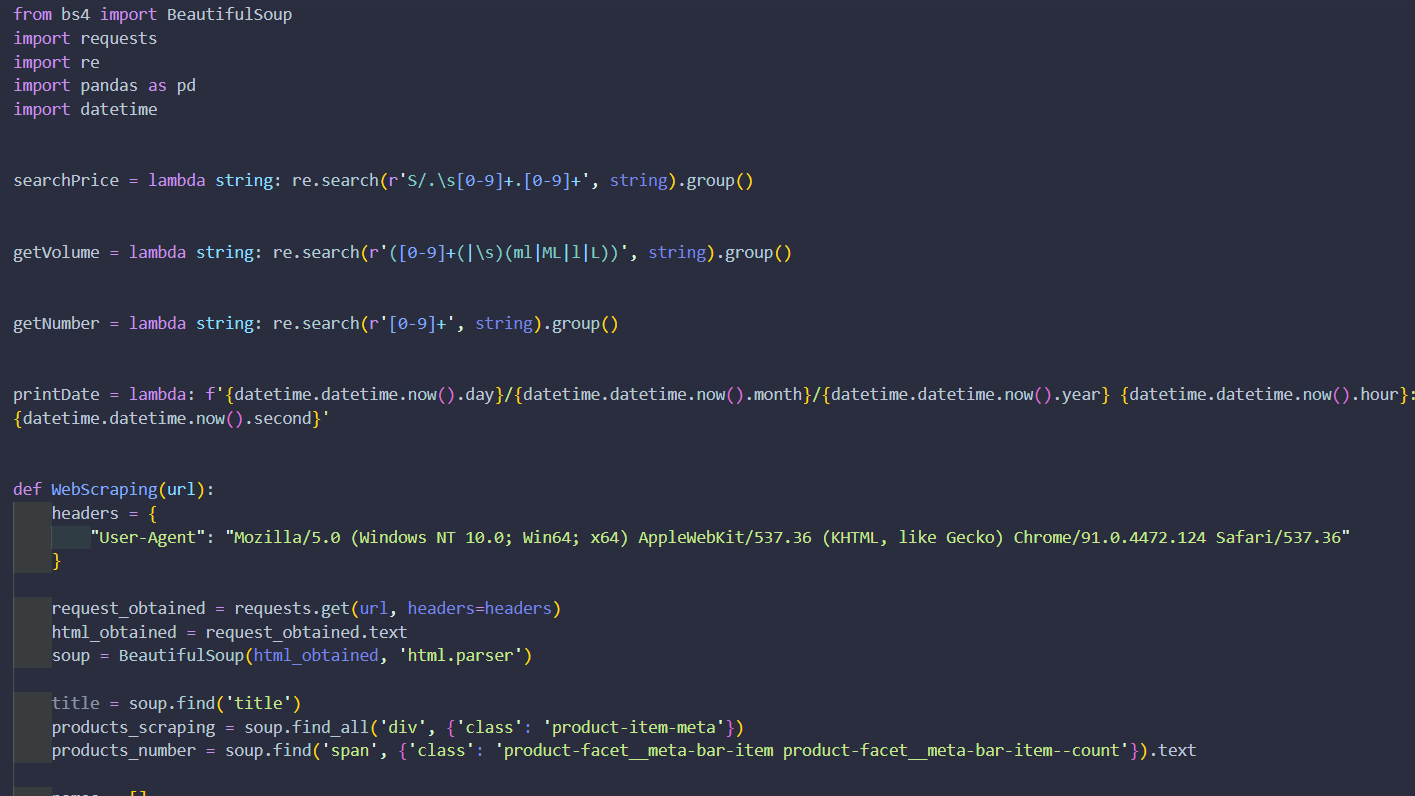 from bs4 import BeautifulSoup
import requests
import re
import pandas as pd
import datetime
searchPrice = lambda string: re.search(r'S/.\s[0-9]+.[0-9]+', string).group()
getVolume = lambda string: re.search(r'([0-9]+(|\s)(ml|ML|l|L))', string).group()
getNumber = lambda string: re.search(r'[0-9]+', string).group()
printDate = lambda: f'{datetime.datetime.now().day}/{datetime.datetime.now().month}/{datetime.datetime.now().year} {datetime.datetime.now().hour}:
{datetime.datetime.now().second}'
def WebScraping(url):
    headers = {
        "User-Agent": "Mozilla/5.0 (Windows NT 10.0; Win64; x64) AppleWebKit/537.36 (KHTML, like Gecko) Chrome/91.0.4472.124 Safari/537.36"
    }
    request_obtained = requests.get(url, headers=headers)
    html_obtained = request_obtained.text
    soup = BeautifulSoup(html_obtained, 'html.parser')
    title = soup.find('title')
    products_scraping = soup.find_all('div', {'class': 'product-item-meta'})
    products_number = soup.find('span', {'class': 'product-facet__meta-bar-item product-facet__meta-bar-item--count'}).text